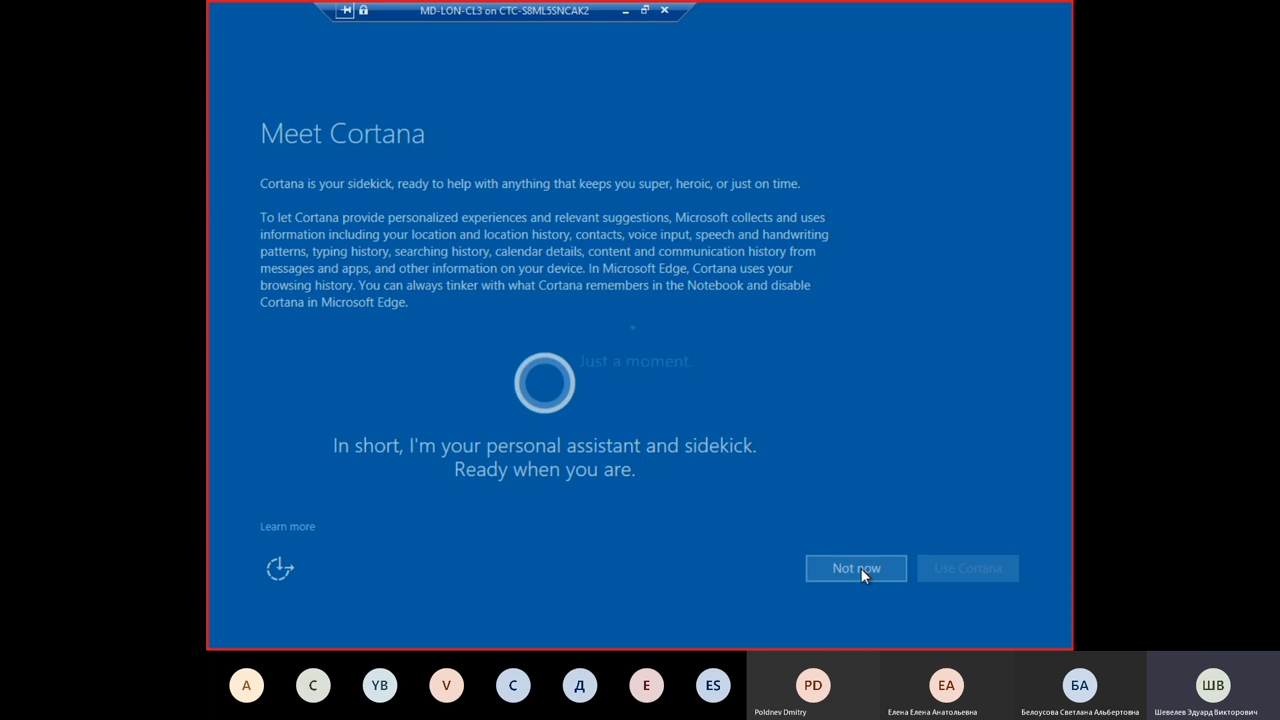 MD-LON-CL3 on CTC-S8ML5SNCAK2
Meet Cortana
Cortana is your sidekick, ready to help with anything that keeps you super, heroic, or just on time.
To let Cortana provide personalized experiences and relevant suggestions, Microsoft collects and uses
information including your location and location history, contacts, voice input, speech and handwriting
patterns, typing history, searching history, calendar details, content and communication history from
messages and apps, and other information on your device. In Microsoft Edge, Cortana uses your
browsing history. You can always tinker with what Cortana remembers in the Notebook and disable
Cortana in Microsoft Edge.
Just a moment.
In short, I'm your personal assistant and sidekick.
Ready when you are.
Learn more
Not now
Use Cortana
A
C
YB
V
C
Д
E
ES
PD
EA
БА
ШВ
Poldnev Dmitry
Елена Елена Анатольевна
Белоусова Светлана Альбертовна
Шевелев Эдуард Викторович